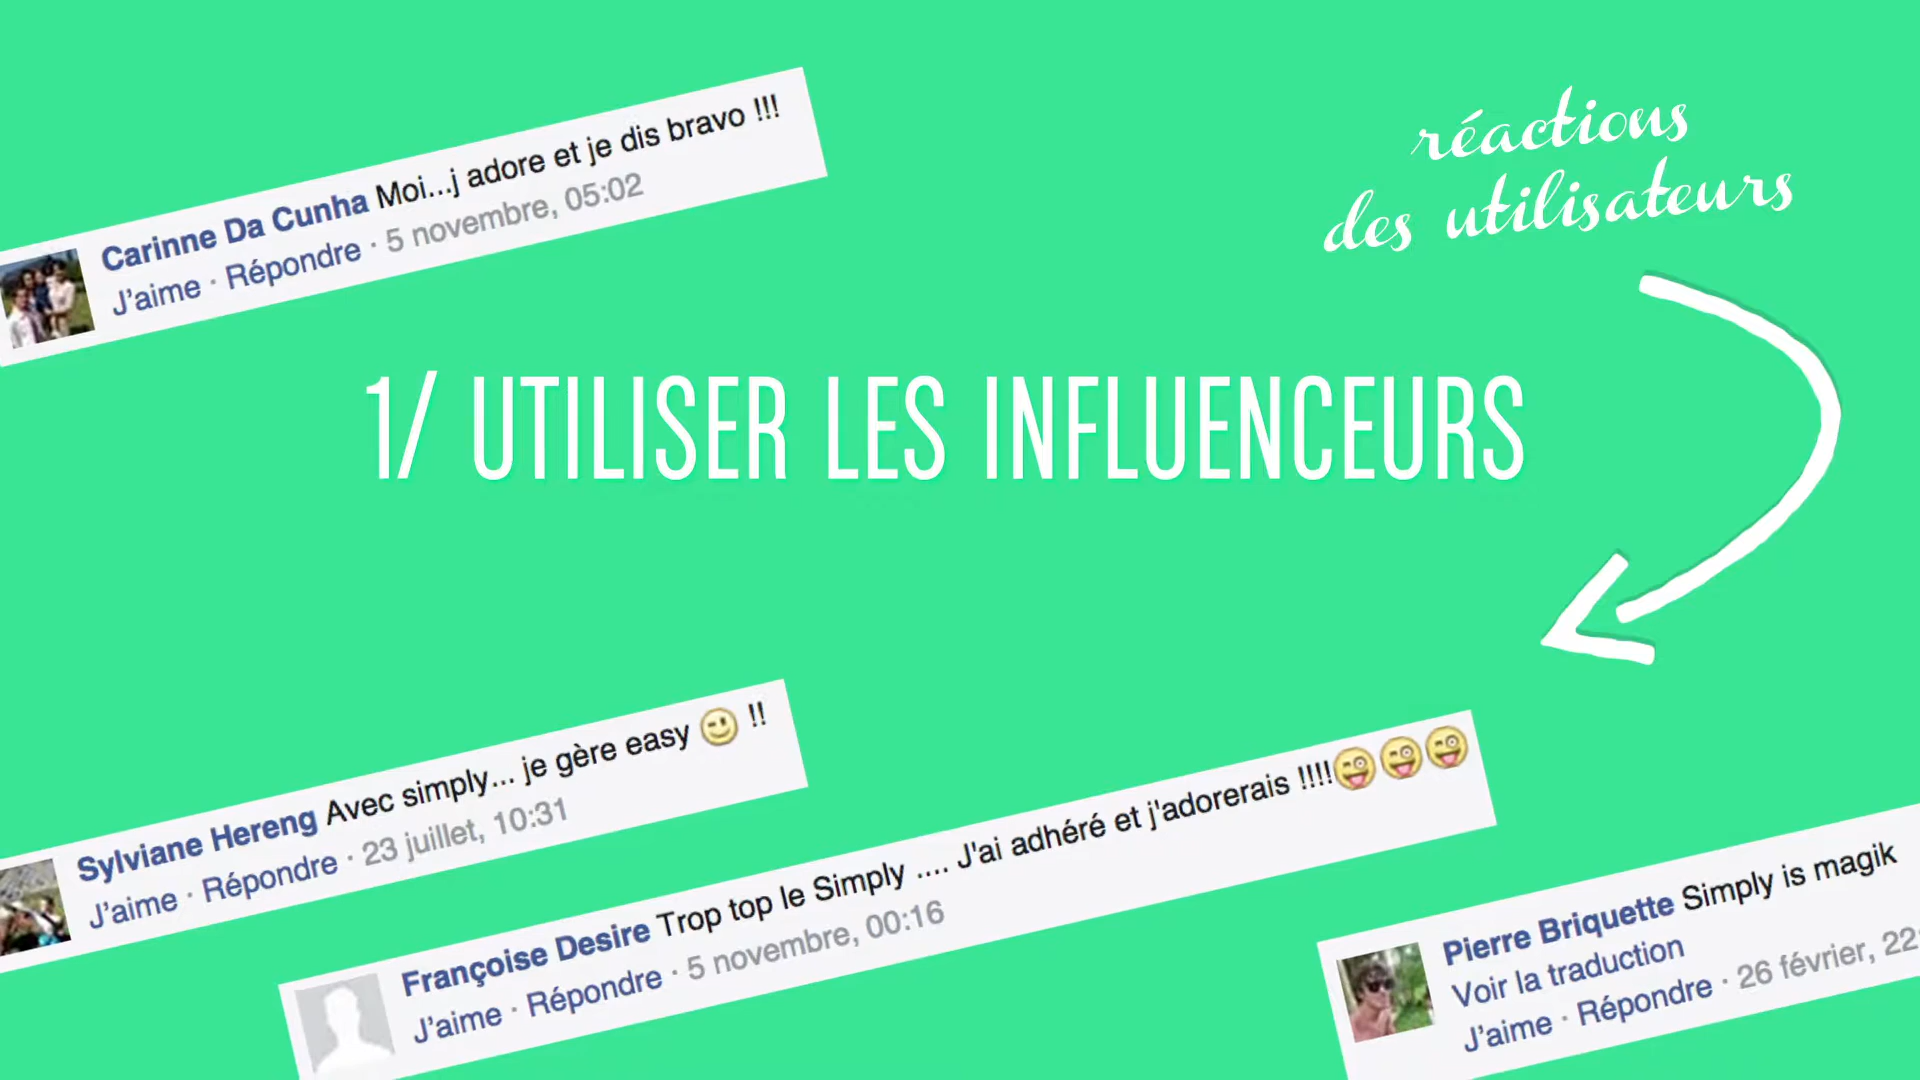 Carinne Da Cunha Moi...j adore et je dis bravo !!!
J'aime · Répondre · 5 novembre, 05:02
réactions
des utilisateurs
1/ UTILISER LES INFLUENCEURS
Sylviane Hereng Avec simply... je gère easy 😉 !!
J'aime · Répondre · 23 juillet, 10:31
Françoise Desire Trop top le Simply .... J'ai adhéré et j'adorerais !!!!😜😜😜
J'aime · Répondre · 5 novembre, 00:16
Pierre Briquette Simply is magik
Voir la traduction
J'aime · Répondre · 26 février, 22: